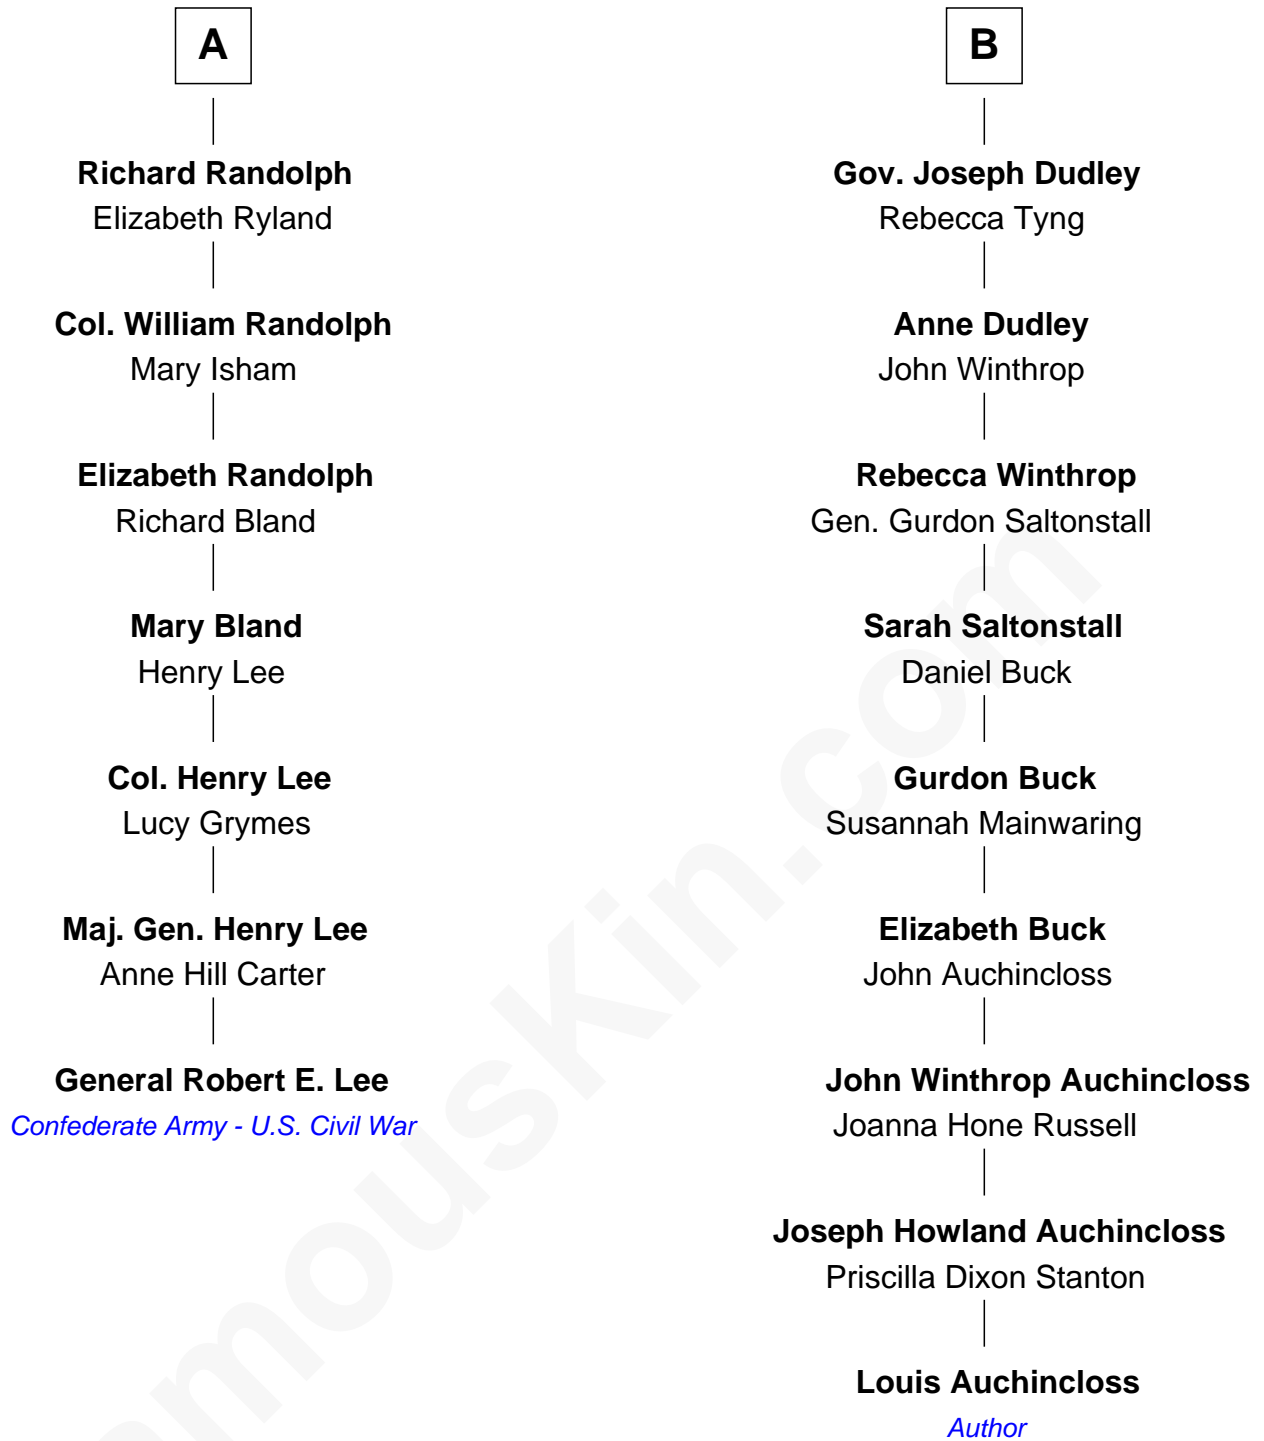 A
Richard Randolph
Elizabeth Ryland
Col. William Randolph
Mary Isham
Elizabeth Randolph
Richard Bland
Mary Bland
Henry Lee
Col. Henry Lee
Lucy Grymes
Maj. Gen. Henry Lee
Anne Hill Carter
General Robert E. Lee
Confederate Army - U.S. Civil War
B
Gov. Joseph Dudley
Rebecca Tyng
Anne Dudley
John Winthrop
Rebecca Winthrop
Gen. Gurdon Saltonstall
Sarah Saltonstall
Daniel Buck
Gurdon Buck
Susannah Mainwaring
Elizabeth Buck
John Auchincloss
John Winthrop Auchincloss
Joanna Hone Russell
Joseph Howland Auchincloss
Priscilla Dixon Stanton
Louis Auchincloss
Author
amousKin.com